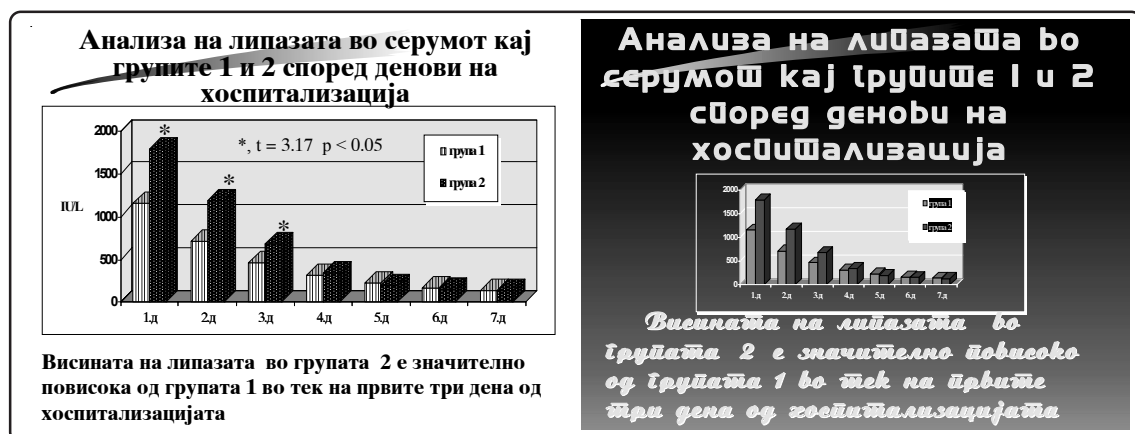 Анализа на липазата во серумот кај
групите 1 и 2 според денови на
хоспитализација
2000
1500
1000
500
0
IU/L
*
*
*
*, t = 3.17 p < 0.05
група 1
група 2
1.д 2.д 3.д 4.д 5.д 6.д 7.д
Висината на липазата во групата 2 е значително
повисока од групата 1 во тек на првите три дена од
хоспитализацијата
Анализа на липазата во
серумот кај групите 1 и 2
според денови на
хоспитализација
2000
1500
1000
500
0
група 1
група 2
1.д 2.д 3.д 4.д 5.д 6.д 7.д
Висината на липазата во
групата 2 е значително повисоко
од групата 1 во тек на првите
три дена од хоспитализацијата